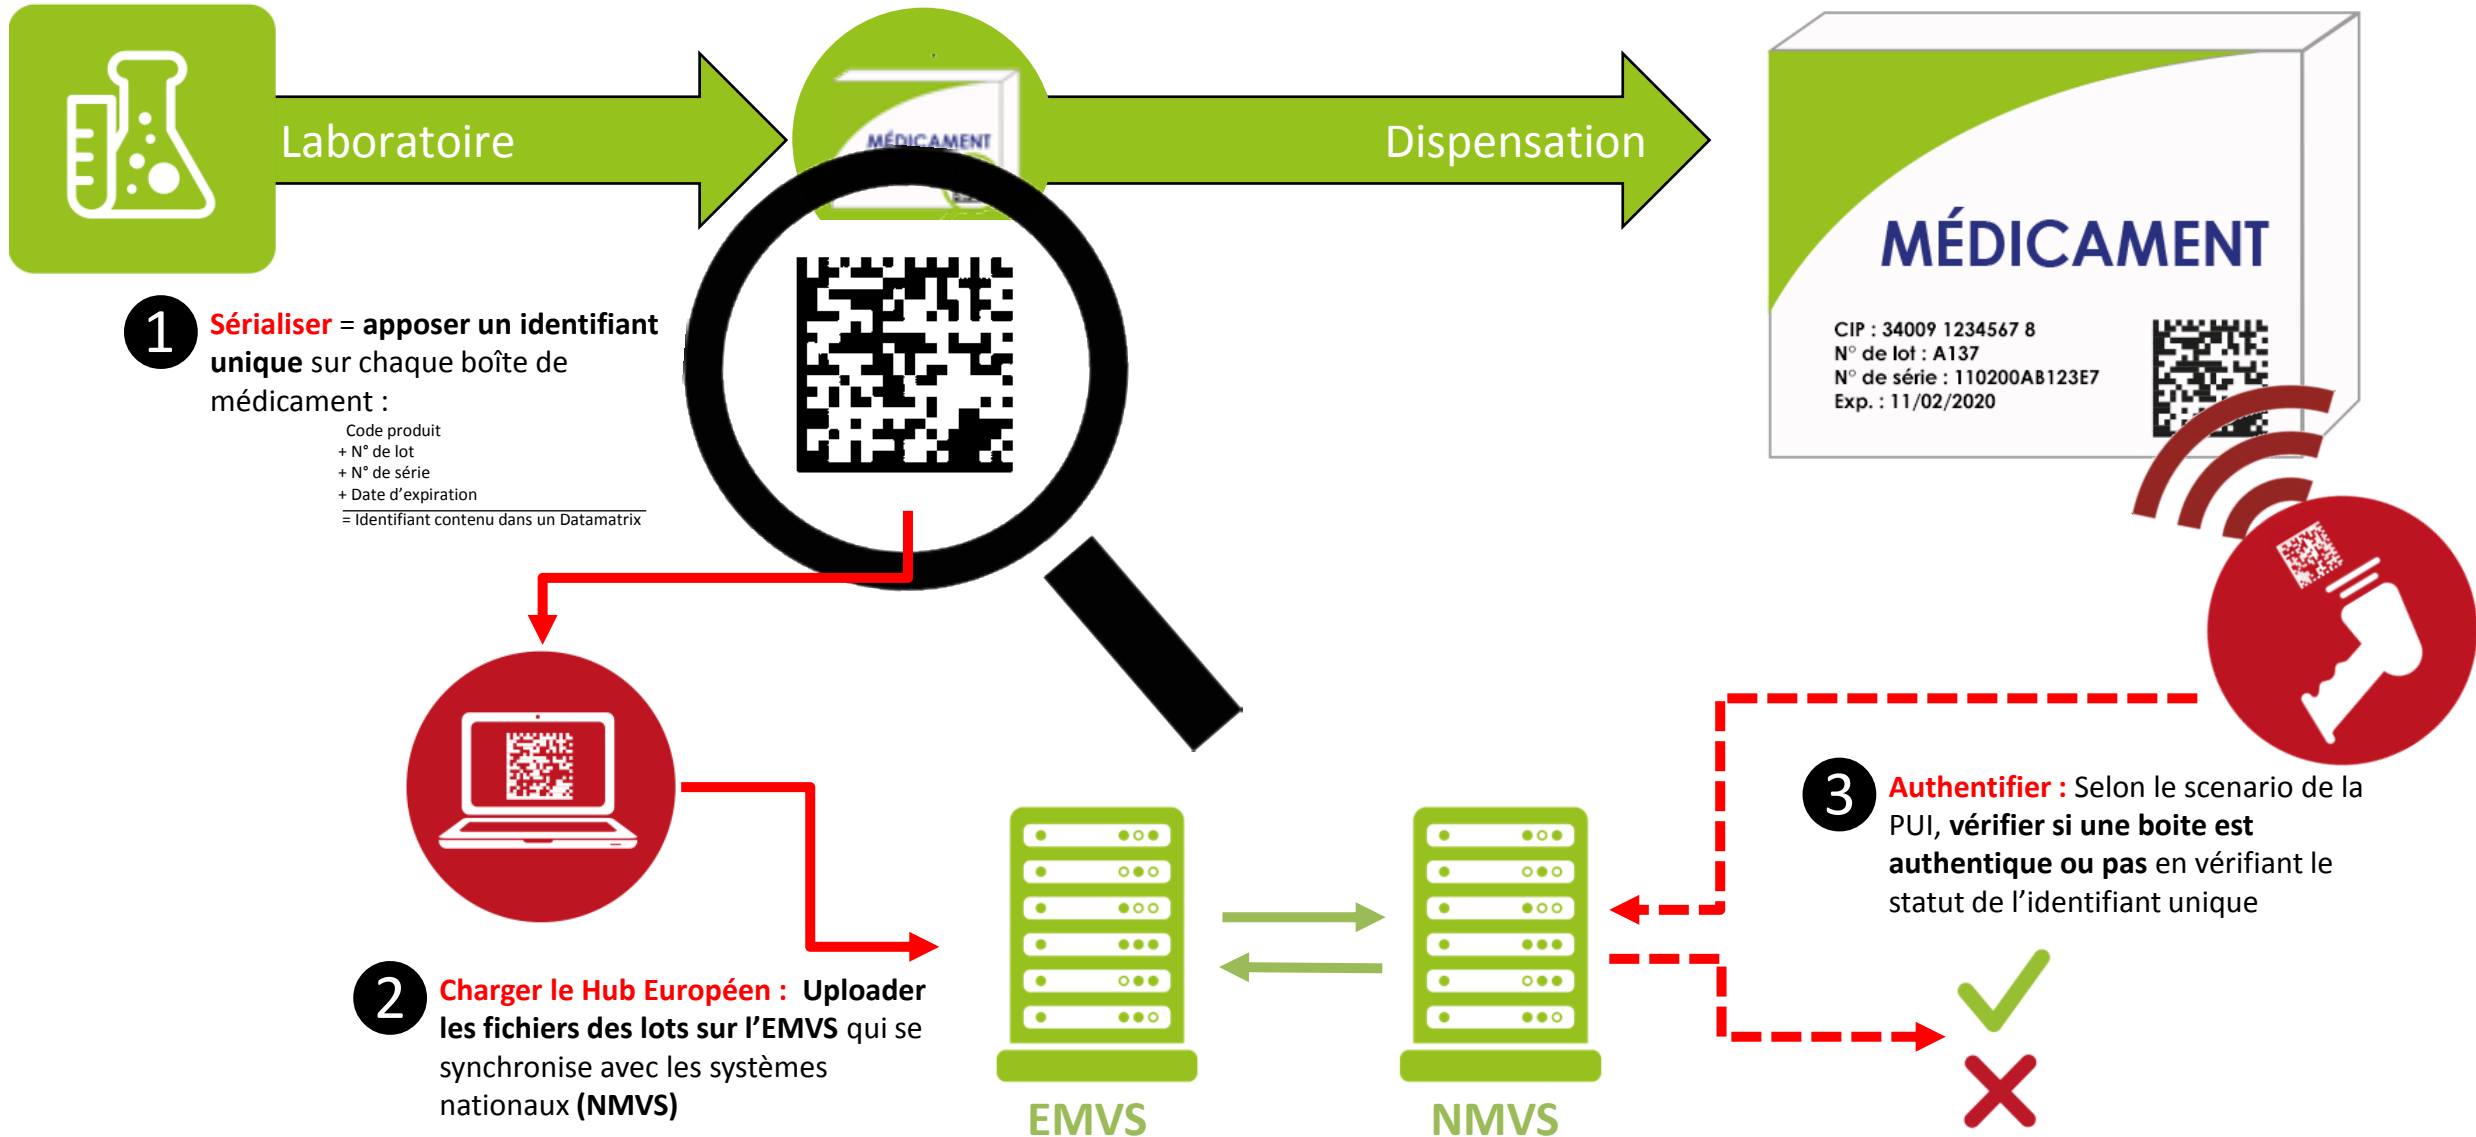 Laboratoire
MÉDICAMENT
Dispensation
MÉDICAMENT
CIP : 34009 1234567 8
N° de lot : A137
N° de série : 110200AB123E7
Exp. : 11/02/2020
1
Sérialiser = apposer un identifiant
unique sur chaque boîte de
médicament :
Code produit
+ N° de lot
+ N° de série
+ Date d’expiration
= Identifiant contenu dans un Datamatrix
2
Charger le Hub Européen : Uploader
les fichiers des lots sur l’EMVS qui se
synchronise avec les systèmes
nationaux (NMVS)
EMVS
NMVS
3
Authentifier : Selon le scenario de la
PUI, vérifier si une boite est
authentique ou pas en vérifiant le
statut de l’identifiant unique